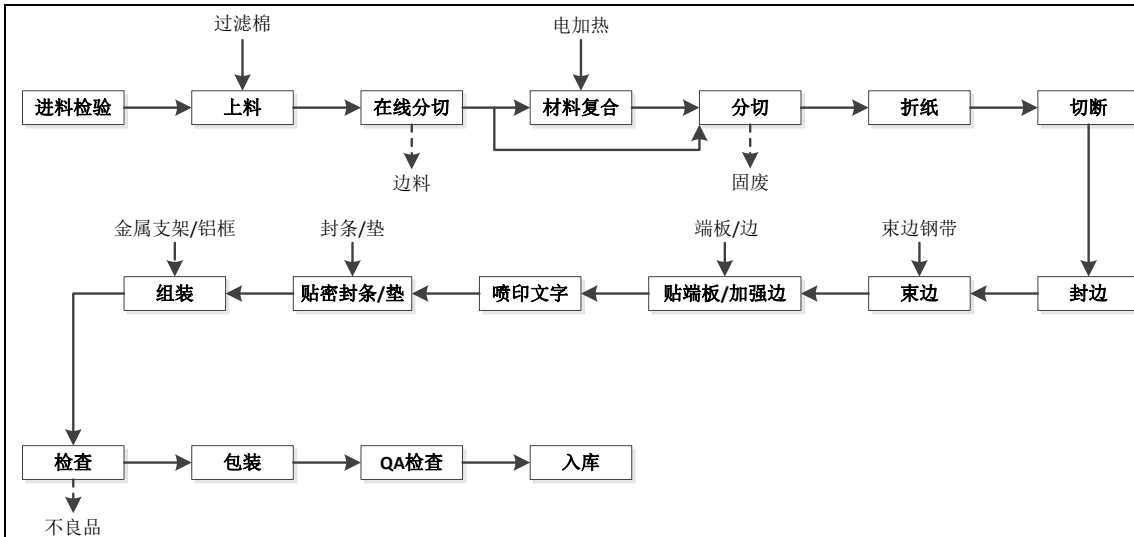 过滤棉
电加热
进料检验
上料
在线分切
材料复合
分切
折纸
切断
边料
固废
金属支架/铝框
封条/垫
端板/边
束边钢带
组装
贴密封条/垫
喷印文字
贴端板/加强边
束边
封边
检查
包装
QA检查
入库
不良品